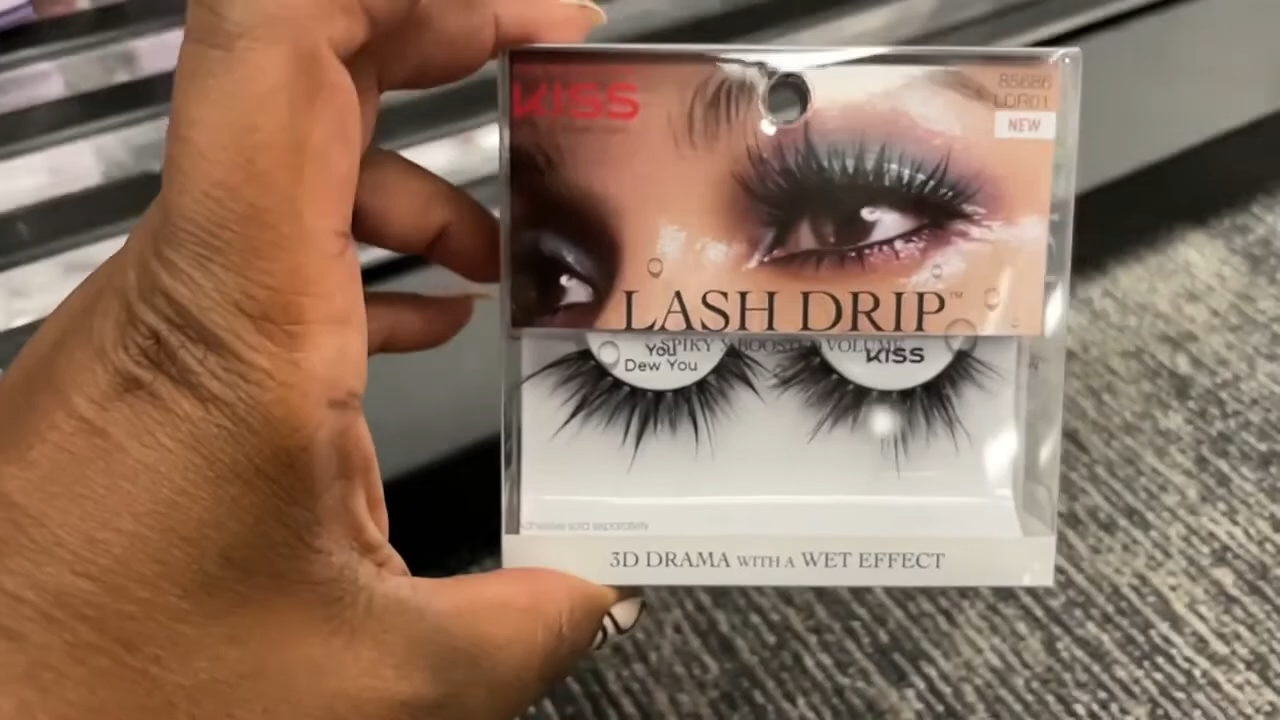 KISS
85686
LDR01
NEW
LASH DRIP™
SPIKY X BOOSTED VOLUME
You
Dew You
KISS
Adhesive sold separately
3D DRAMA WITH A WET EFFECT